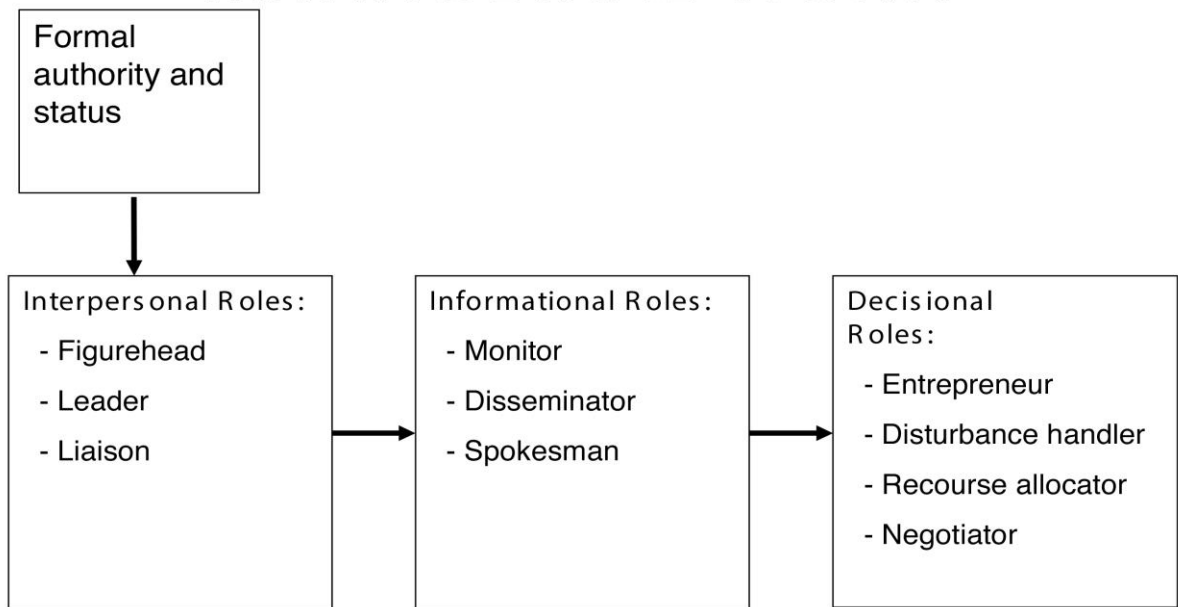 Formal
authority and
status
Interpersonal Roles:
- Figurehead
- Leader
- Liaison
Informational Roles:
- Monitor
- Disseminator
- Spokesman
Decisional
Roles:
- Entrepreneur
- Disturbance handler
- Recourse allocator
- Negotiator